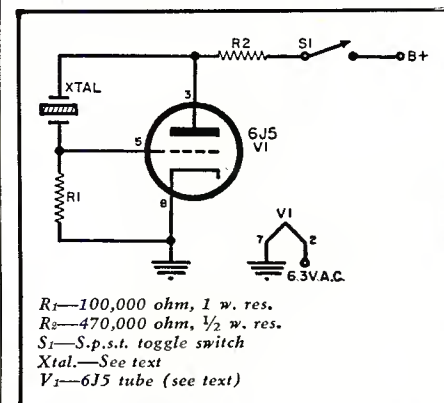 R2
S1
B+
XTAL
3
5
6J5
V1
R1
8
V1
7
2
6.3V.A.C.
R1—100,000 ohm, 1 w. res.
R2—470,000 ohm, ½ w. res.
S1—S.p.s.t. toggle switch
Xtal.—See text
V1—6J5 tube (see text)